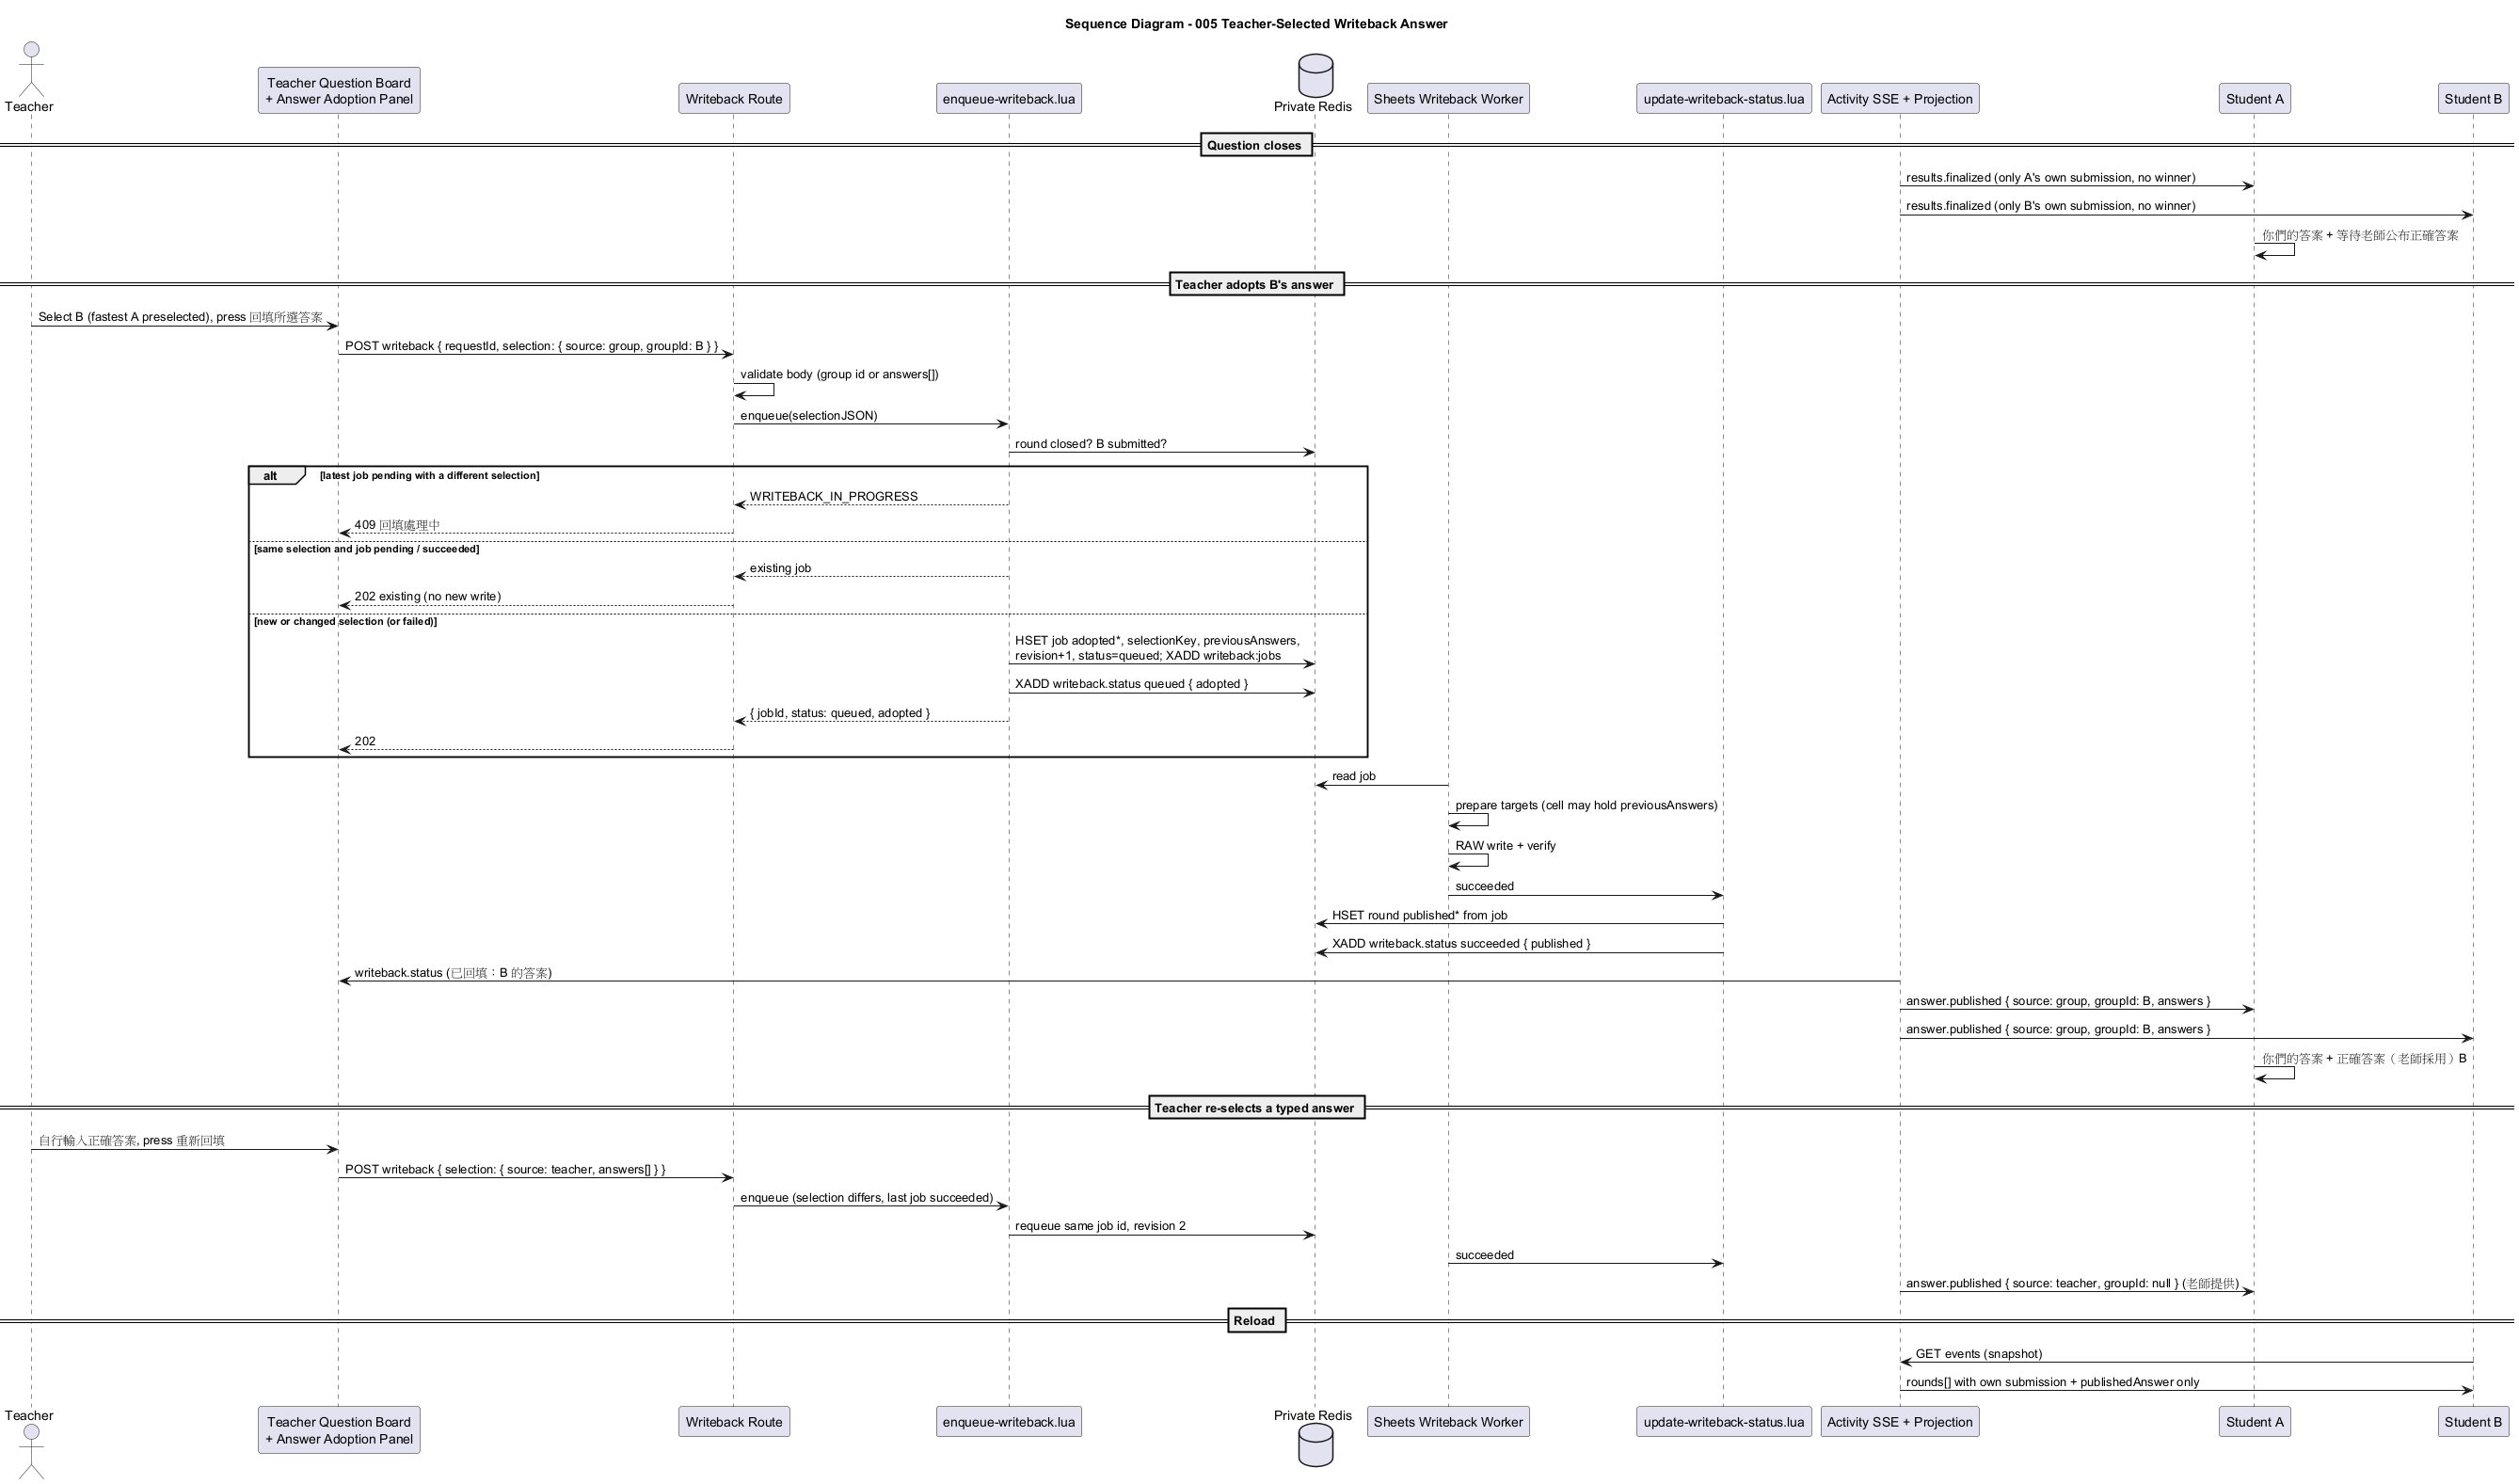 Sequence Diagram - 005 Teacher-Selected Writeback Answer
Teacher
Teacher Question Board
+ Answer Adoption Panel
Writeback Route
enqueue-writeback.lua
Private Redis
Sheets Writeback Worker
update-writeback-status.lua
Activity SSE + Projection
Student A
Student B
Question closes
results.finalized (only A's own submission, no winner)
results.finalized (only B's own submission, no winner)
你們的答案 + 等待老師公布正確答案
Teacher adopts B's answer
Select B (fastest A preselected), press 回填所選答案
POST writeback { requestId, selection: { source: group, groupId: B } }
validate body (group id or answers[])
enqueue(selectionJSON)
round closed? B submitted?
alt [latest job pending with a different selection]
WRITEBACK_IN_PROGRESS
409 回填處理中
[same selection and job pending / succeeded]
existing job
202 existing (no new write)
[new or changed selection (or failed)]
HSET job adopted*, selectionKey, previousAnswers,
revision+1, status=queued; XADD writeback:jobs
XADD writeback.status queued { adopted }
{ jobId, status: queued, adopted }
202
read job
prepare targets (cell may hold previousAnswers)
RAW write + verify
succeeded
HSET round published* from job
XADD writeback.status succeeded { published }
writeback.status (已回填：B 的答案)
answer.published { source: group, groupId: B, answers }
answer.published { source: group, groupId: B, answers }
你們的答案 + 正確答案（老師採用）B
Teacher re-selects a typed answer
自行輸入正確答案, press 重新回填
POST writeback { selection: { source: teacher, answers[] } }
enqueue (selection differs, last job succeeded)
requeue same job id, revision 2
succeeded
answer.published { source: teacher, groupId: null } (老師提供)
Reload
GET events (snapshot)
rounds[] with own submission + publishedAnswer only
Teacher
Teacher Question Board
+ Answer Adoption Panel
Writeback Route
enqueue-writeback.lua
Private Redis
Sheets Writeback Worker
update-writeback-status.lua
Activity SSE + Projection
Student A
Student B